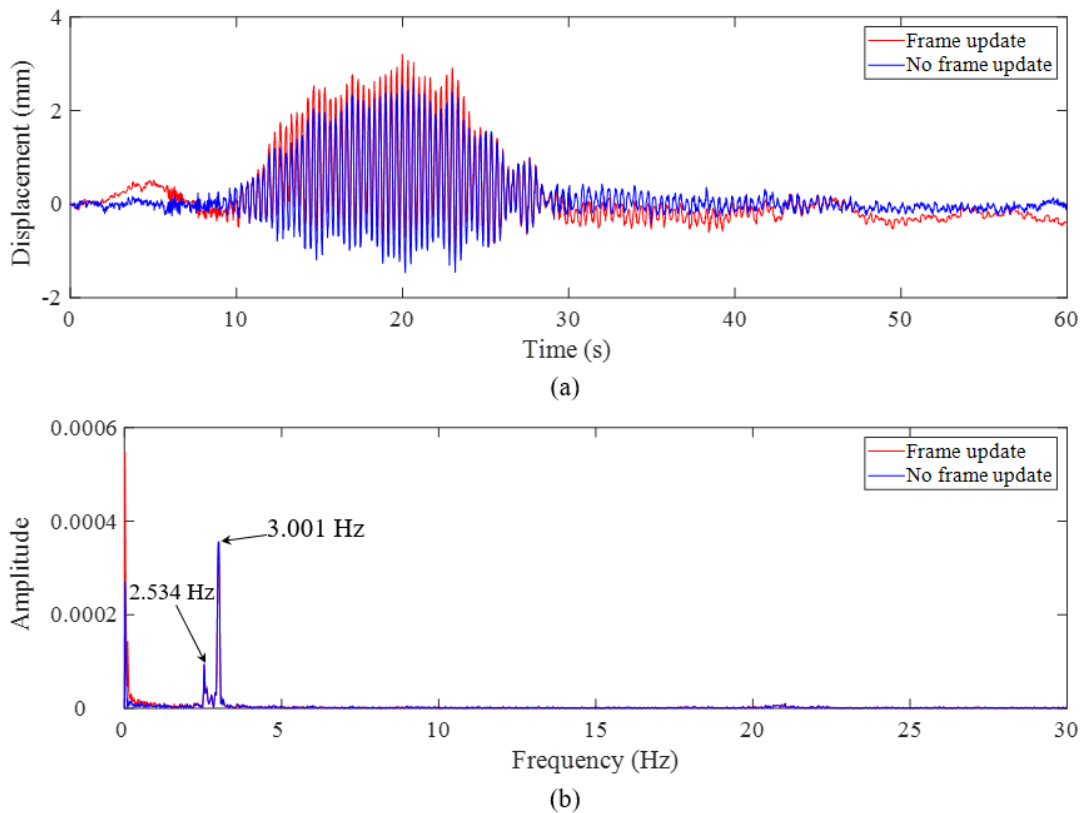 Frame update
No frame update
Displacement (mm)
4
2
0
-2
0
10
20
30
40
50
60
Time (s)
(a)
0.0006
0.0004
0.0002
0
Amplitude
Frame update
No frame update
3.001 Hz
2.534 Hz
0
5
10
15
20
25
30
Frequency (Hz)
(b)